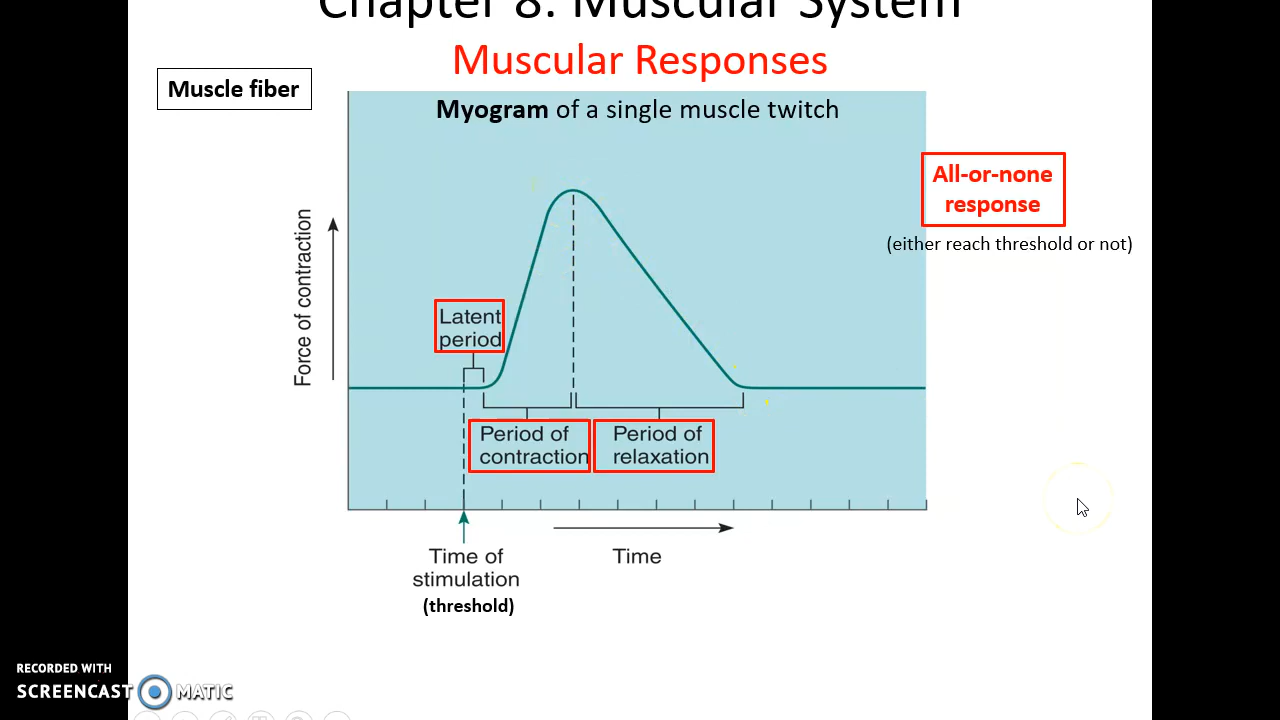 Chapter 8: Muscular System
Muscular Responses
Muscle fiber
Myogram of a single muscle twitch
All-or-none
response
(either reach threshold or not)
Force of contraction
Latent
period
Period of
contraction
Period of
relaxation
Time of
stimulation
(threshold)
Time
RECORDED WITH
SCREENCAST MATIC